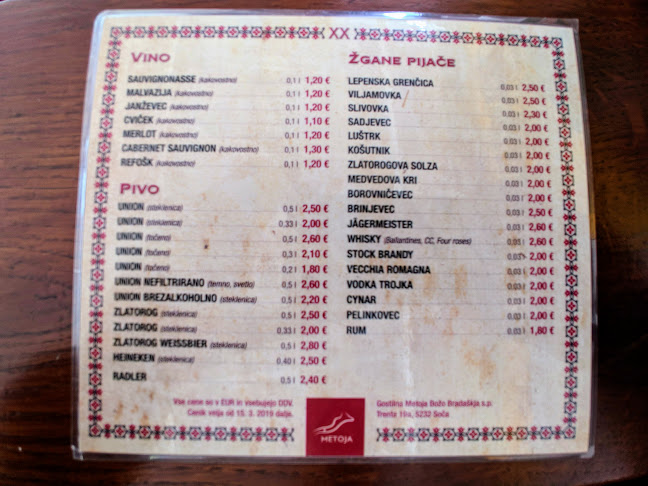 XX
VINO
SAUVIGNONASSE (kakovostno) 0,1 l 1,20 €
MALVAZIJA (kakovostno) 0,1 l 1,20 €
JANŽEVEC (kakovostno) 0,1 l 1,20 €
CVIČEK (kakovostno) 0,1 l 1,10 €
MERLOT (kakovostno) 0,1 l 1,20 €
CABERNET SAUVIGNON (kakovostno) 0,1 l 1,30 €
REFOŠK (kakovostno) 0,1 l 1,20 €
PIVO
UNION (steklenica) 0,5 l 2,50 €
UNION (steklenica) 0,33 l 2,00 €
UNION (točeno) 0,5 l 2,60 €
UNION (točeno) 0,3 l 2,10 €
UNION (točeno) 0,2 l 1,80 €
UNION NEFILTRIRANO (temno, svetlo) 0,5 l 2,60 €
UNION BREZALKOHOLNO (steklenica) 0,5 l 2,20 €
ZLATOROG (steklenica) 0,5 l 2,50 €
ZLATOROG (steklenica) 0,33 l 2,00 €
ZLATOROG WEISSBIER (steklenica) 0,5 l 2,80 €
HEINEKEN (steklenica) 0,40 l 2,50 €
RADLER 0,5 l 2,40 €
ŽGANE PIJAČE
LEPENSKA GRENČICA 0,03 l 2,50 €
VILJAMOVKA 0,03 l 2,50 €
SLIVOVKA 0,03 l 2,30 €
SADJEVEC 0,03 l 2,00 €
LUŠTRK 0,03 l 2,00 €
KOŠUTNIK 0,03 l 2,00 €
ZLATOROGOVA SOLZA 0,03 l 2,00 €
MEDVEDOVA KRI 0,03 l 2,00 €
BOROVNIČEVEC 0,03 l 2,00 €
BRINJEVEC 0,03 l 2,50 €
JÄGERMEISTER 0,03 l 2,60 €
WHISKY (Ballantines, CC, Four roses) 2,60 €
STOCK BRANDY 2,00 €
VECCHIA ROMAGNA 0,03 l 2,00 €
VODKA TROJKA 0,03 l 2,00 €
CYNAR 0,03 l 2,00 €
PELINKOVEC 0,03 l 2,00 €
RUM 0,03 l 1,80 €
Vse cene so v EUR in vsebujejo DDV.
Cenik velja od 15. 3. 2019 dalje.
METOJA
Gostilna Metoja Božo Bradaškja s.p.
Trenta 19a, 5232 Soča